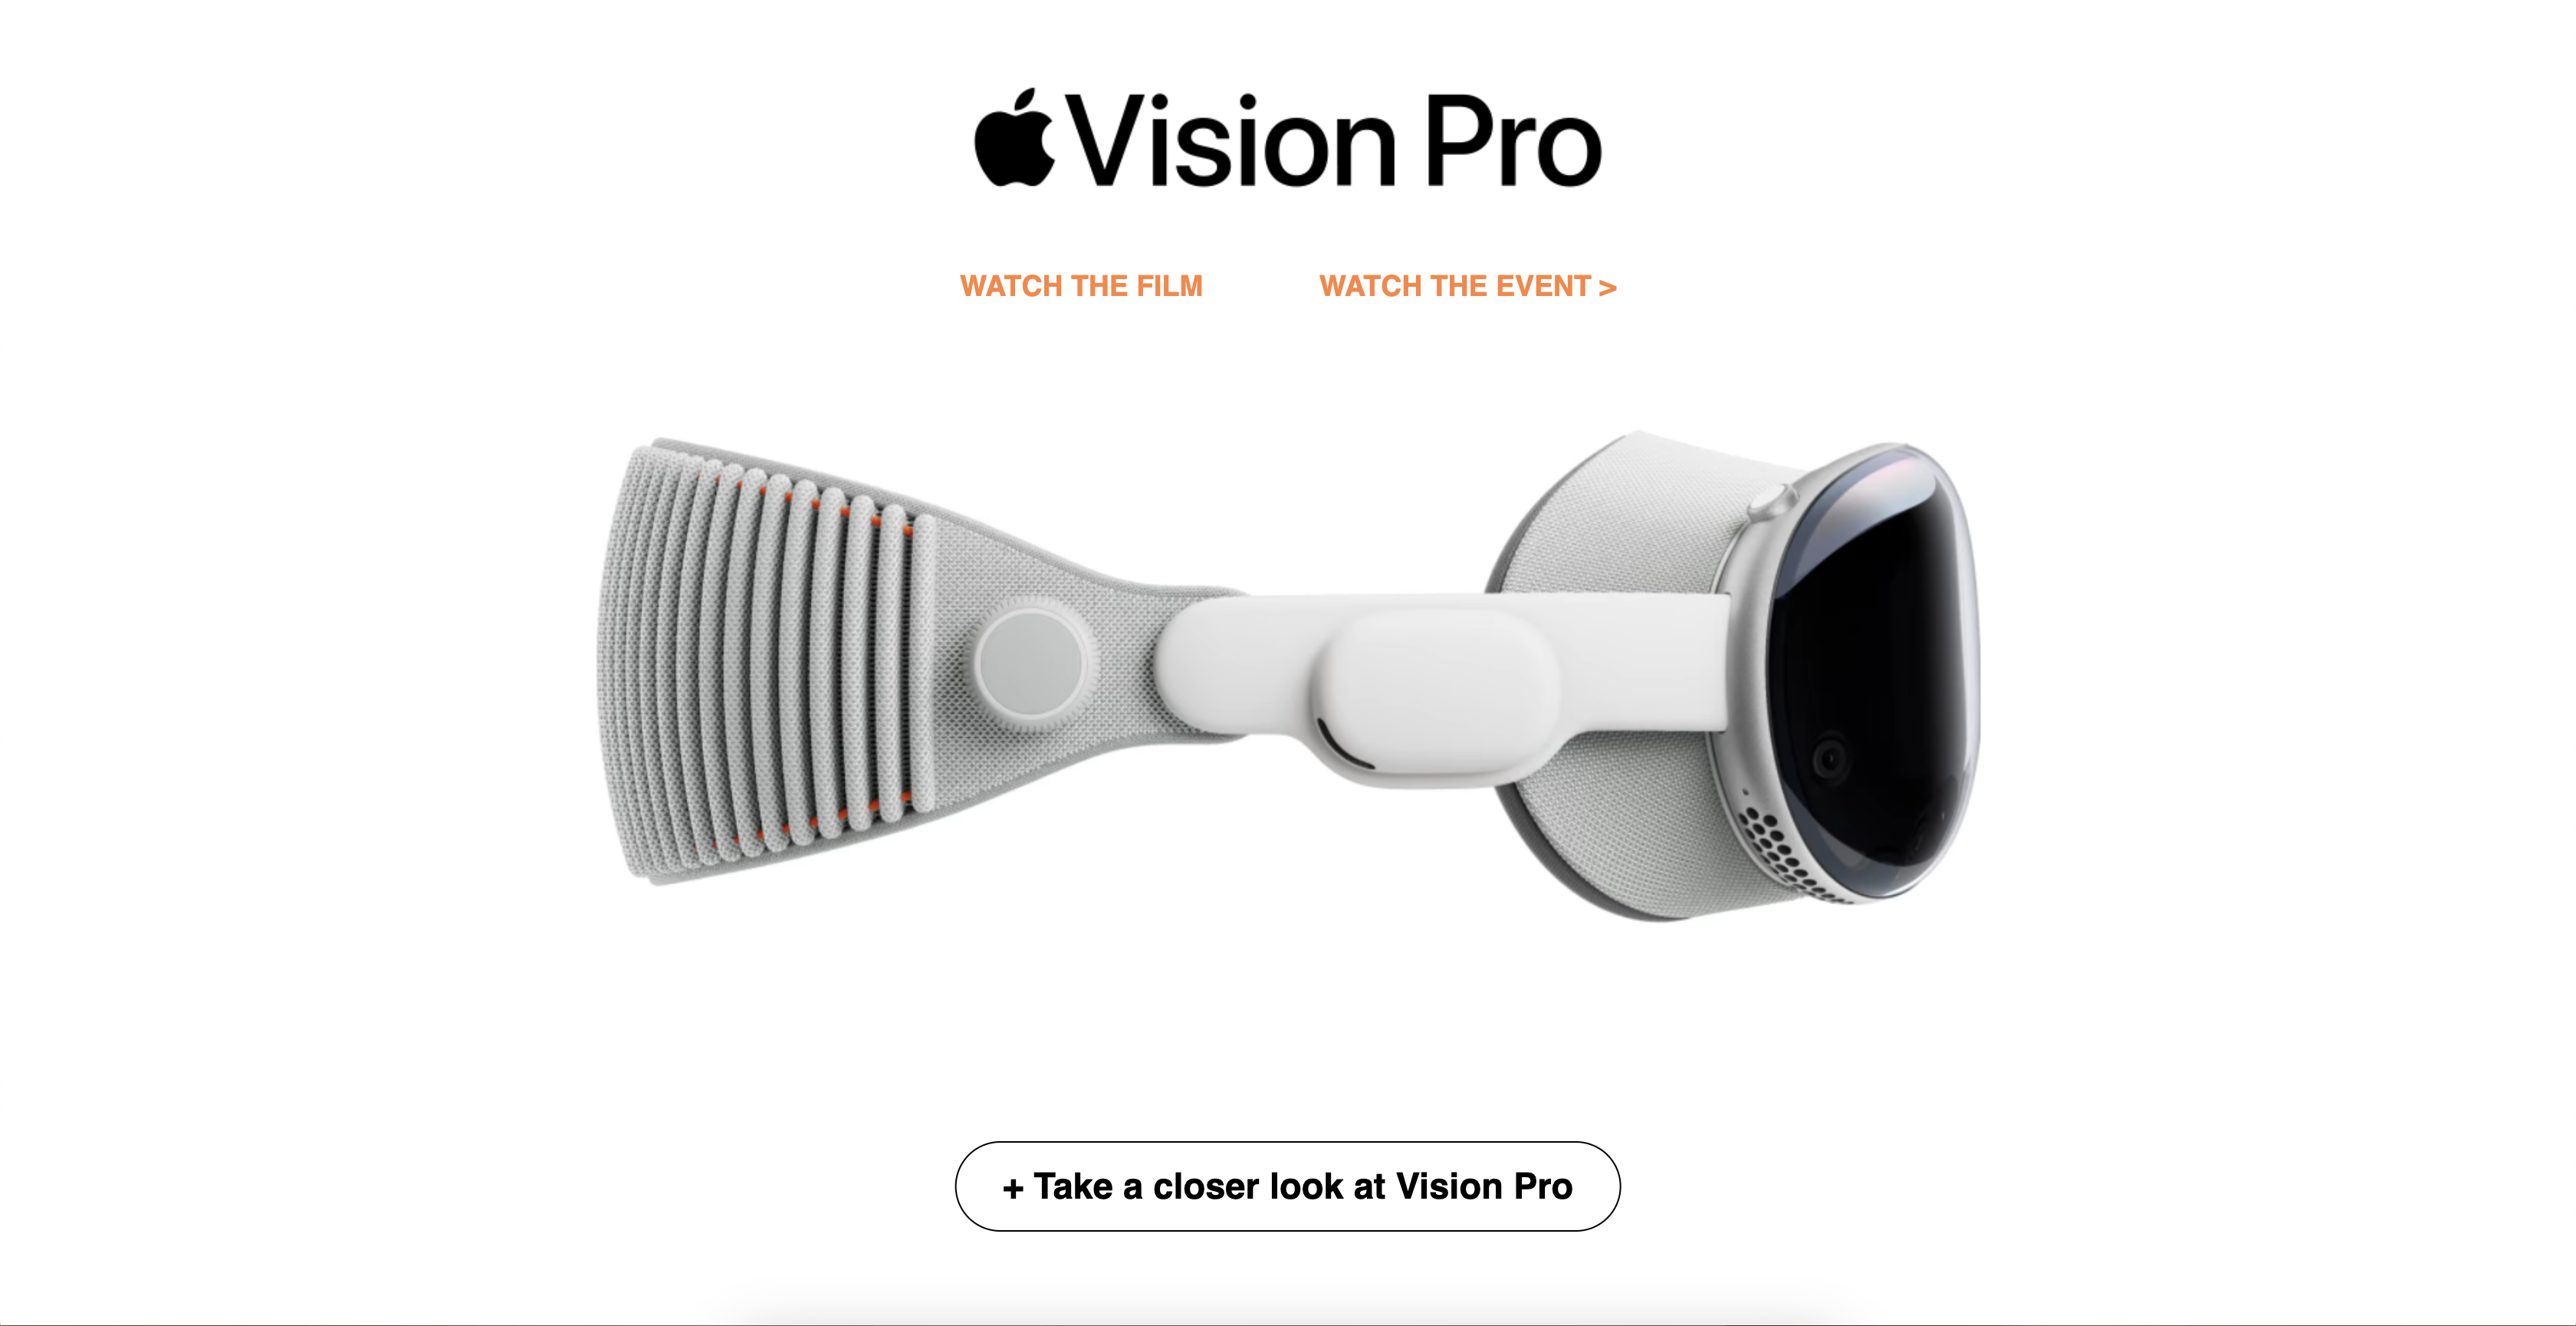 Vision Pro
WATCH THE FILM
WATCH THE EVENT >
+ Take a closer look at Vision Pro